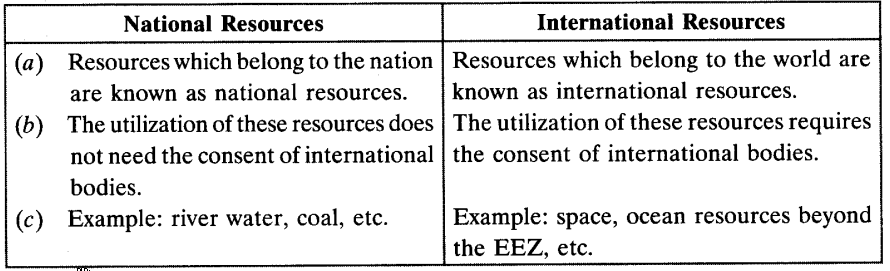 National Resources
International Resources
(a) Resources which belong to the nation
are known as national resources.
Resources which belong to the world are
known as international resources.
(b) The utilization of these resources does
not need the consent of international
bodies.
The utilization of these resources requires
the consent of international bodies.
(c) Example: river water, coal, etc.
Example: space, ocean resources beyond
the EEZ, etc.